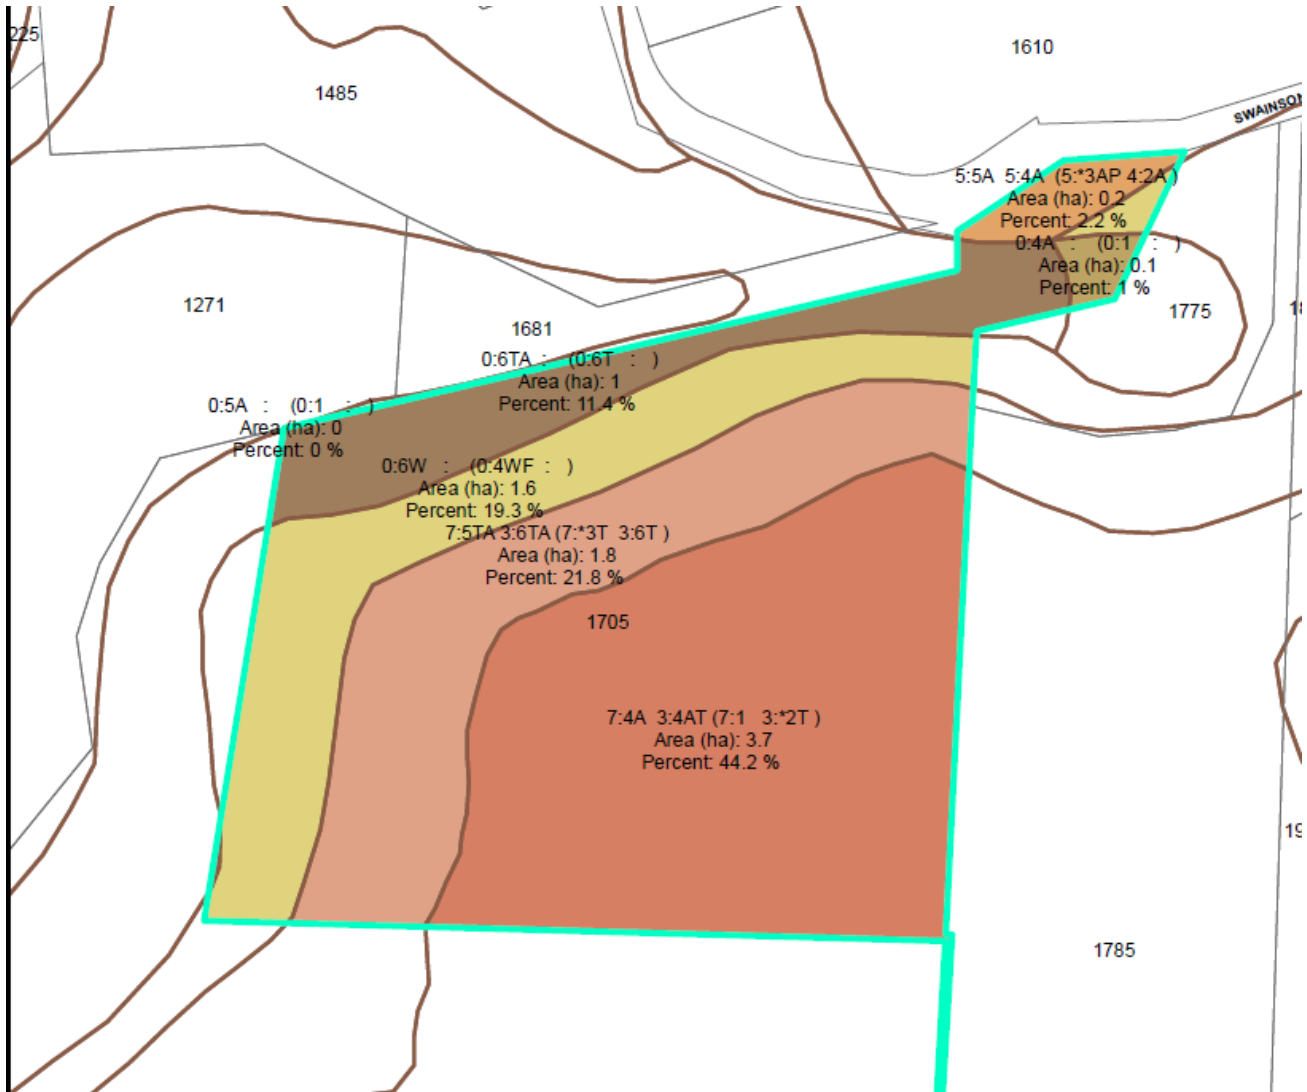 225
1610
1485
SWAINSON
5:5A 5:4A (5:*3AP 4:2A )
Area (ha): 0.2
Percent: 2.2 %
0:4A : (0:1 : )
Area (ha): 0.1
Percent: 1 %
1271
1775
18
1681
0:6TA : (0:6T : )
Area (ha): 1
Percent: 11.4 %
0:5A : (0:1 : )
Area (ha): 0
Percent: 0 %
0:6W : (0:4WF : )
Area (ha): 1.6
Percent: 19.3 %
7:5TA 3:6TA (7:*3T 3:6T )
Area (ha): 1.8
Percent: 21.8 %
1705
7:4A 3:4AT (7:1 3:*2T )
Area (ha): 3.7
Percent: 44.2 %
19
1785